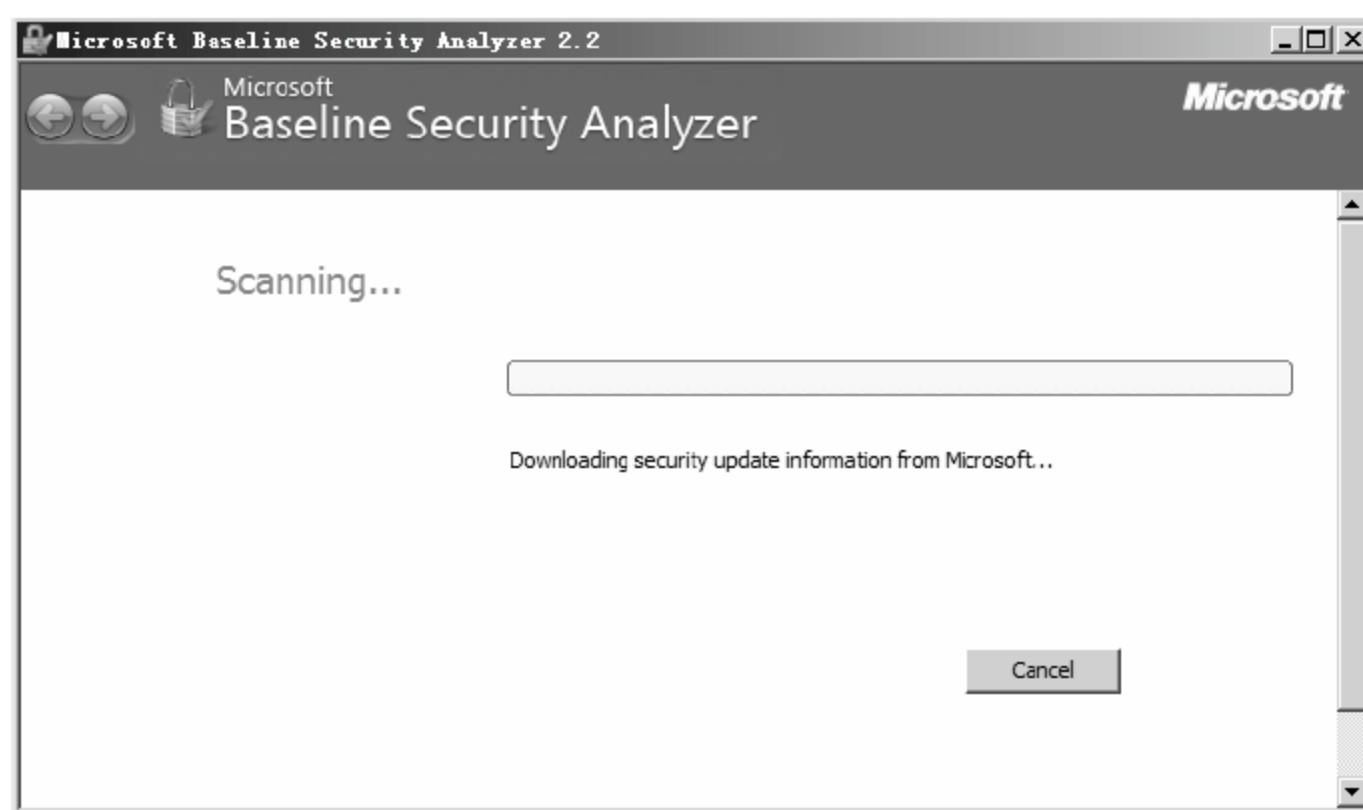 Microsoft Baseline Security Analyzer 2.2
Microsoft
Baseline Security Analyzer
Microsoft
Scanning...
Downloading security update information from Microsoft...
Cancel